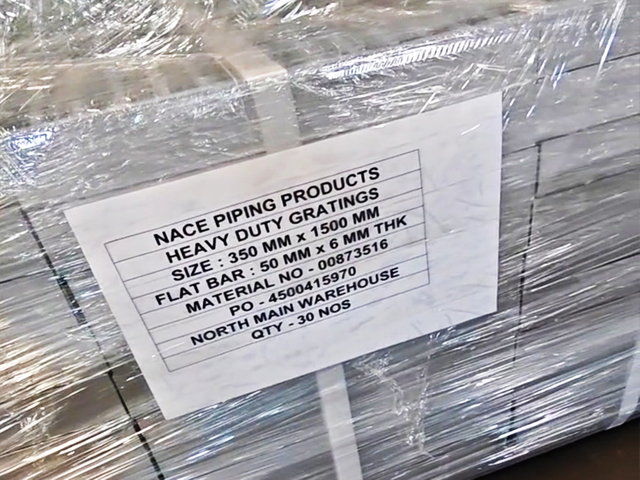 NACE PIPING PRODUCTS
HEAVY DUTY GRATINGS
SIZE : 350 MM x 1500 MM
FLAT BAR : 50 MM x 6 MM THK
MATERIAL NO - 00873516
PO - 4500415970
NORTH MAIN WAREHOUSE
QTY - 30 NOS